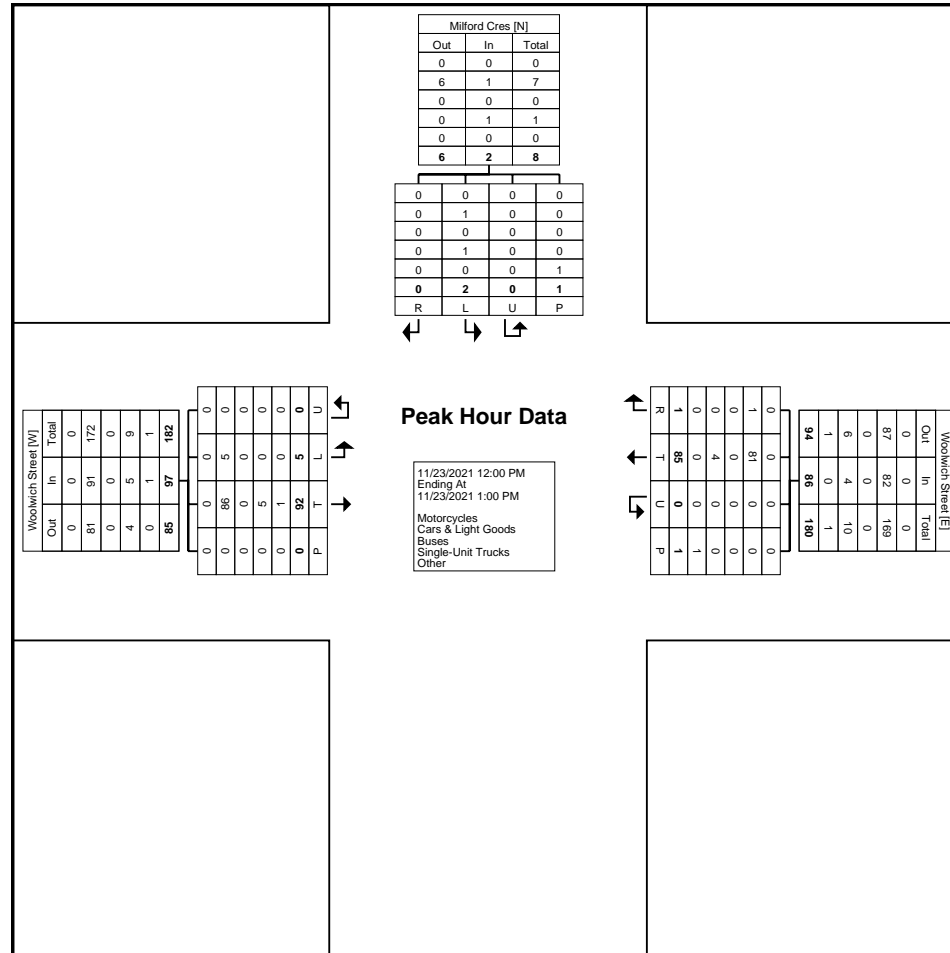 Milford Cres [N]
Out In Total
0 0 0
6 1 7
0 0 0
0 1 1
0 0 0
6 2 8
0 0 0 0
0 1 0 0
0 0 0 0
0 1 0 0
0 0 0 1
0 2 0 1
R L U P
Woolwich Street [W]
Out In Total
0 0 0
81 91 172
0 0 0
4 5 9
0 1 1
85 97 182
0 0 0 0
0 86 5 0
0 0 0 0
0 5 0 0
0 1 0 0
0 92 5 0
P T L U
Peak Hour Data
11/23/2021 12:00 PM
Ending At
11/23/2021 1:00 PM
Motorcycles
Cars & Light Goods
Buses
Single-Unit Trucks
Other
Woolwich Street [E]
Out In Total
0 0 0
87 82 169
0 0 0
6 4 10
1 0 1
94 86 180
0 0 0 0
1 81 0 0
0 0 0 0
0 4 0 0
0 0 0 1
1 85 0 1
R T U P